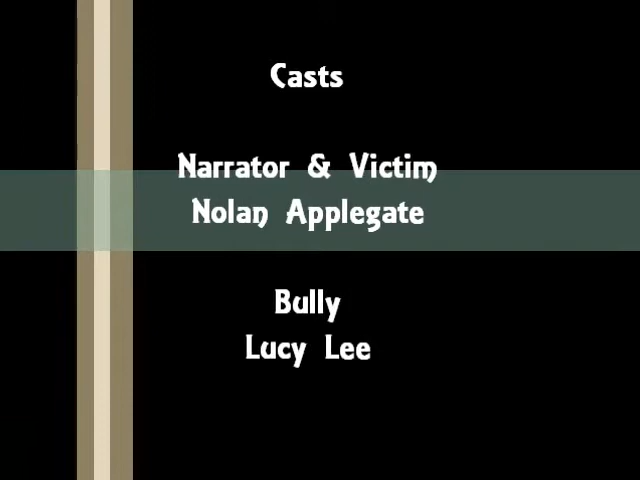 Casts
Narrator & Victim
Nolan Applegate
Bully
Lucy Lee